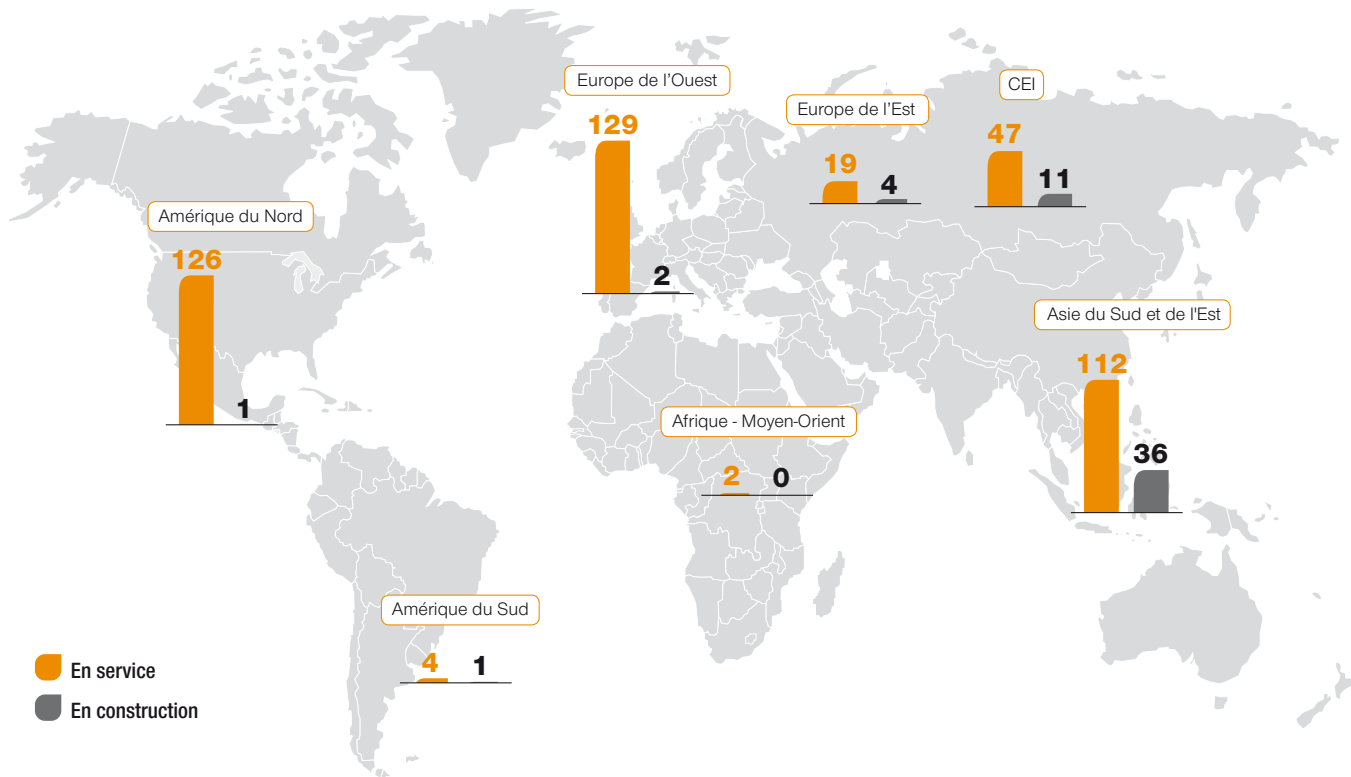 Europe de l’Ouest
129
2
Europe de l’Est
19
4
CEI
47
11
Amérique du Nord
126
1
Asie du Sud et de l'Est
112
36
Afrique - Moyen-Orient
2
0
Amérique du Sud
4
1
En service
En construction